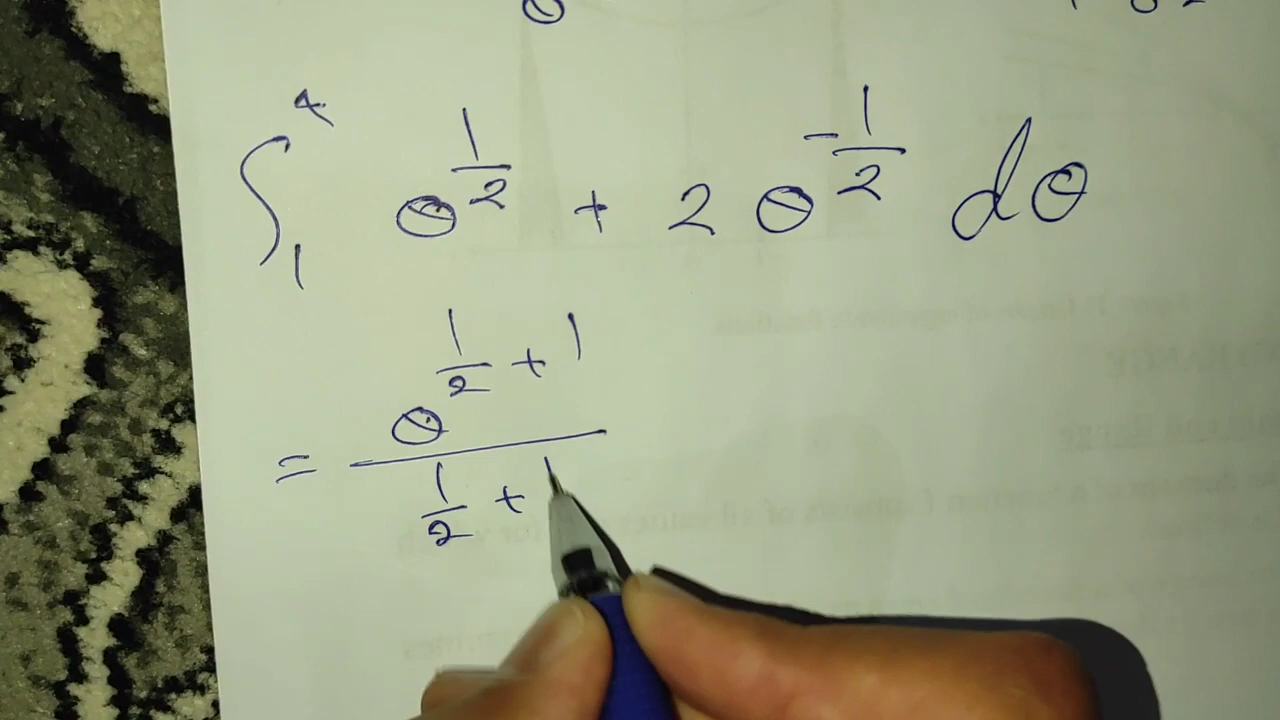 ∫₁⁴ θ^{1/2} + 2 θ^{-1/2} dθ
= θ^{1/2 + 1} / (1/2 + 1